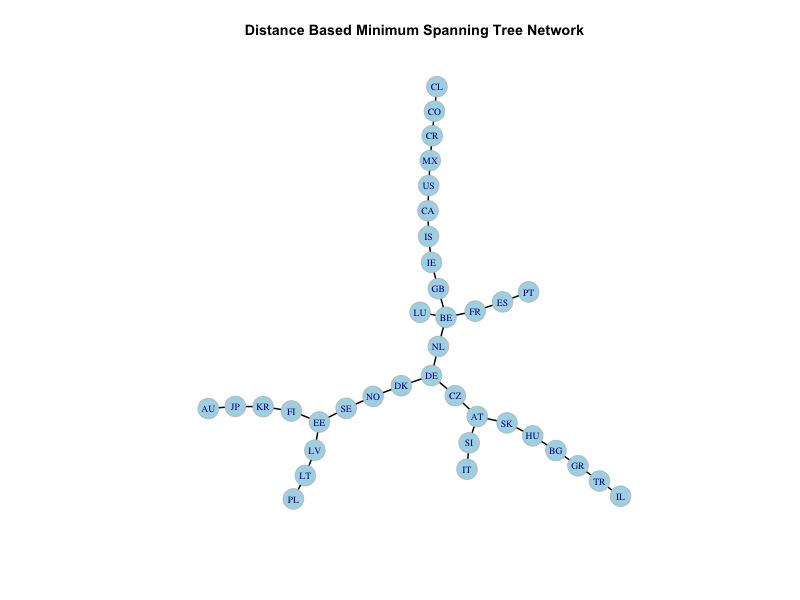 Distance Based Minimum Spanning Tree Network
CL
CO
CR
MX
US
CA
IS
IE
GB
PT
ES
FR
LU
BE
NL
DE
DK
CZ
NO
AU
JP
KR
FI
SE
EE
AT
SK
HU
SI
LV
BG
GR
IT
LT
TR
PL
IL